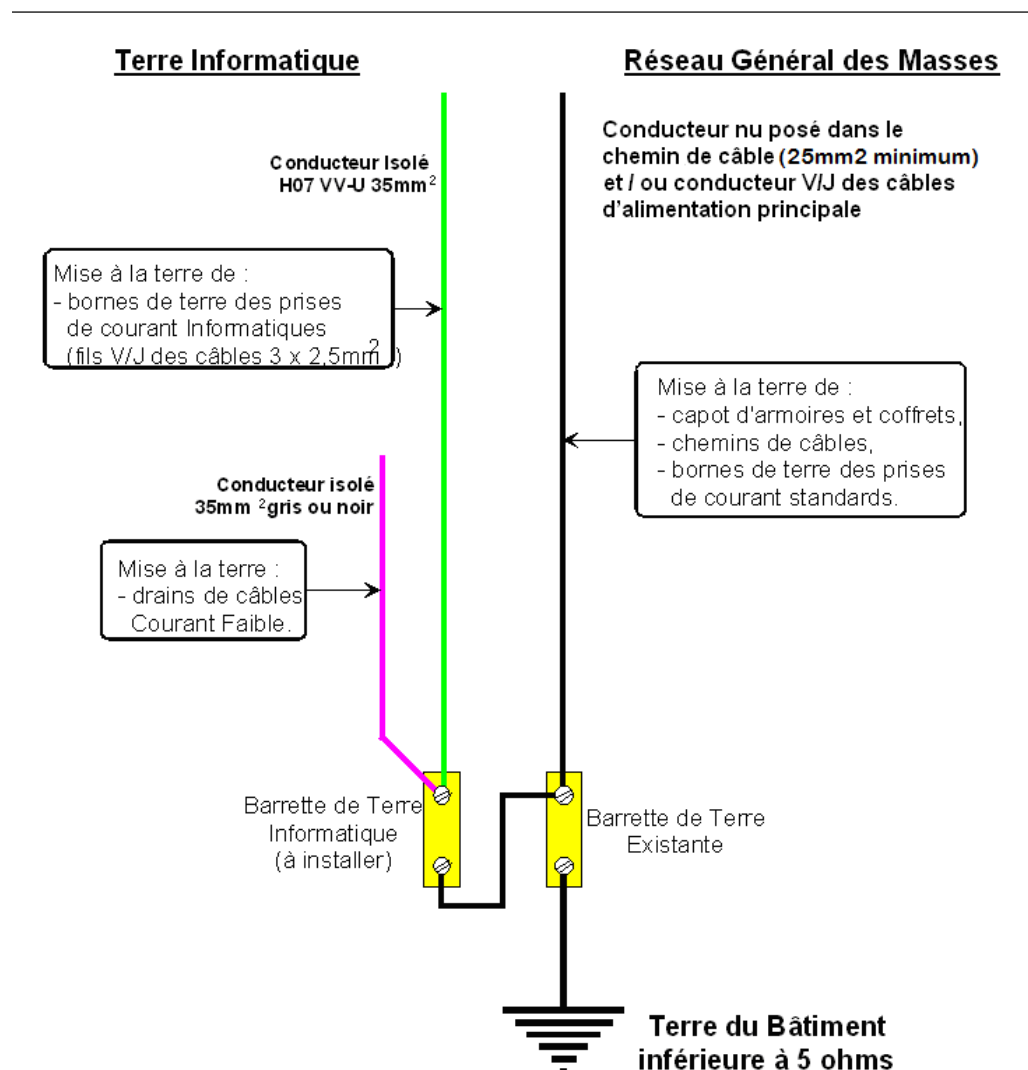 Terre Informatique
Réseau Général des Masses
Conducteur Isolé
H07 VV-U 35mm²
Conducteur nu posé dans le
chemin de câble (25mm2 minimum)
et / ou conducteur V/J des câbles
d'alimentation principale
Mise à la terre de :
- bornes de terre des prises
de courant Informatiques
(fils V/J des câbles 3 x 2,5mm²)
Mise à la terre de :
- capot d'armoires et coffrets,
- chemins de câbles,
- bornes de terre des prises
de courant standards.
Conducteur isolé
35mm ²gris ou noir
Mise à la terre :
- drains de câbles
Courant Faible.
Barrette de Terre
Informatique
(à installer)
Barrette de Terre
Existante
Terre du Bâtiment
inférieure à 5 ohms